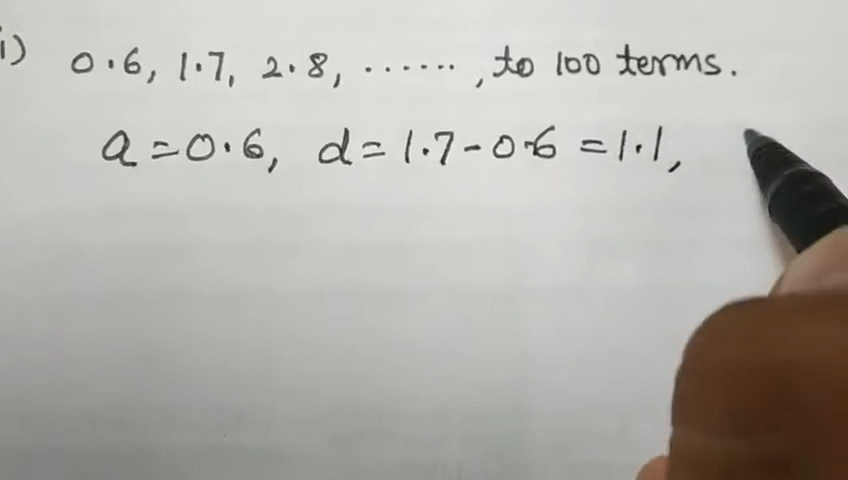 i) 0.6, 1.7, 2.8, ......, to 100 terms.
a = 0.6, d = 1.7 - 0.6 = 1.1,